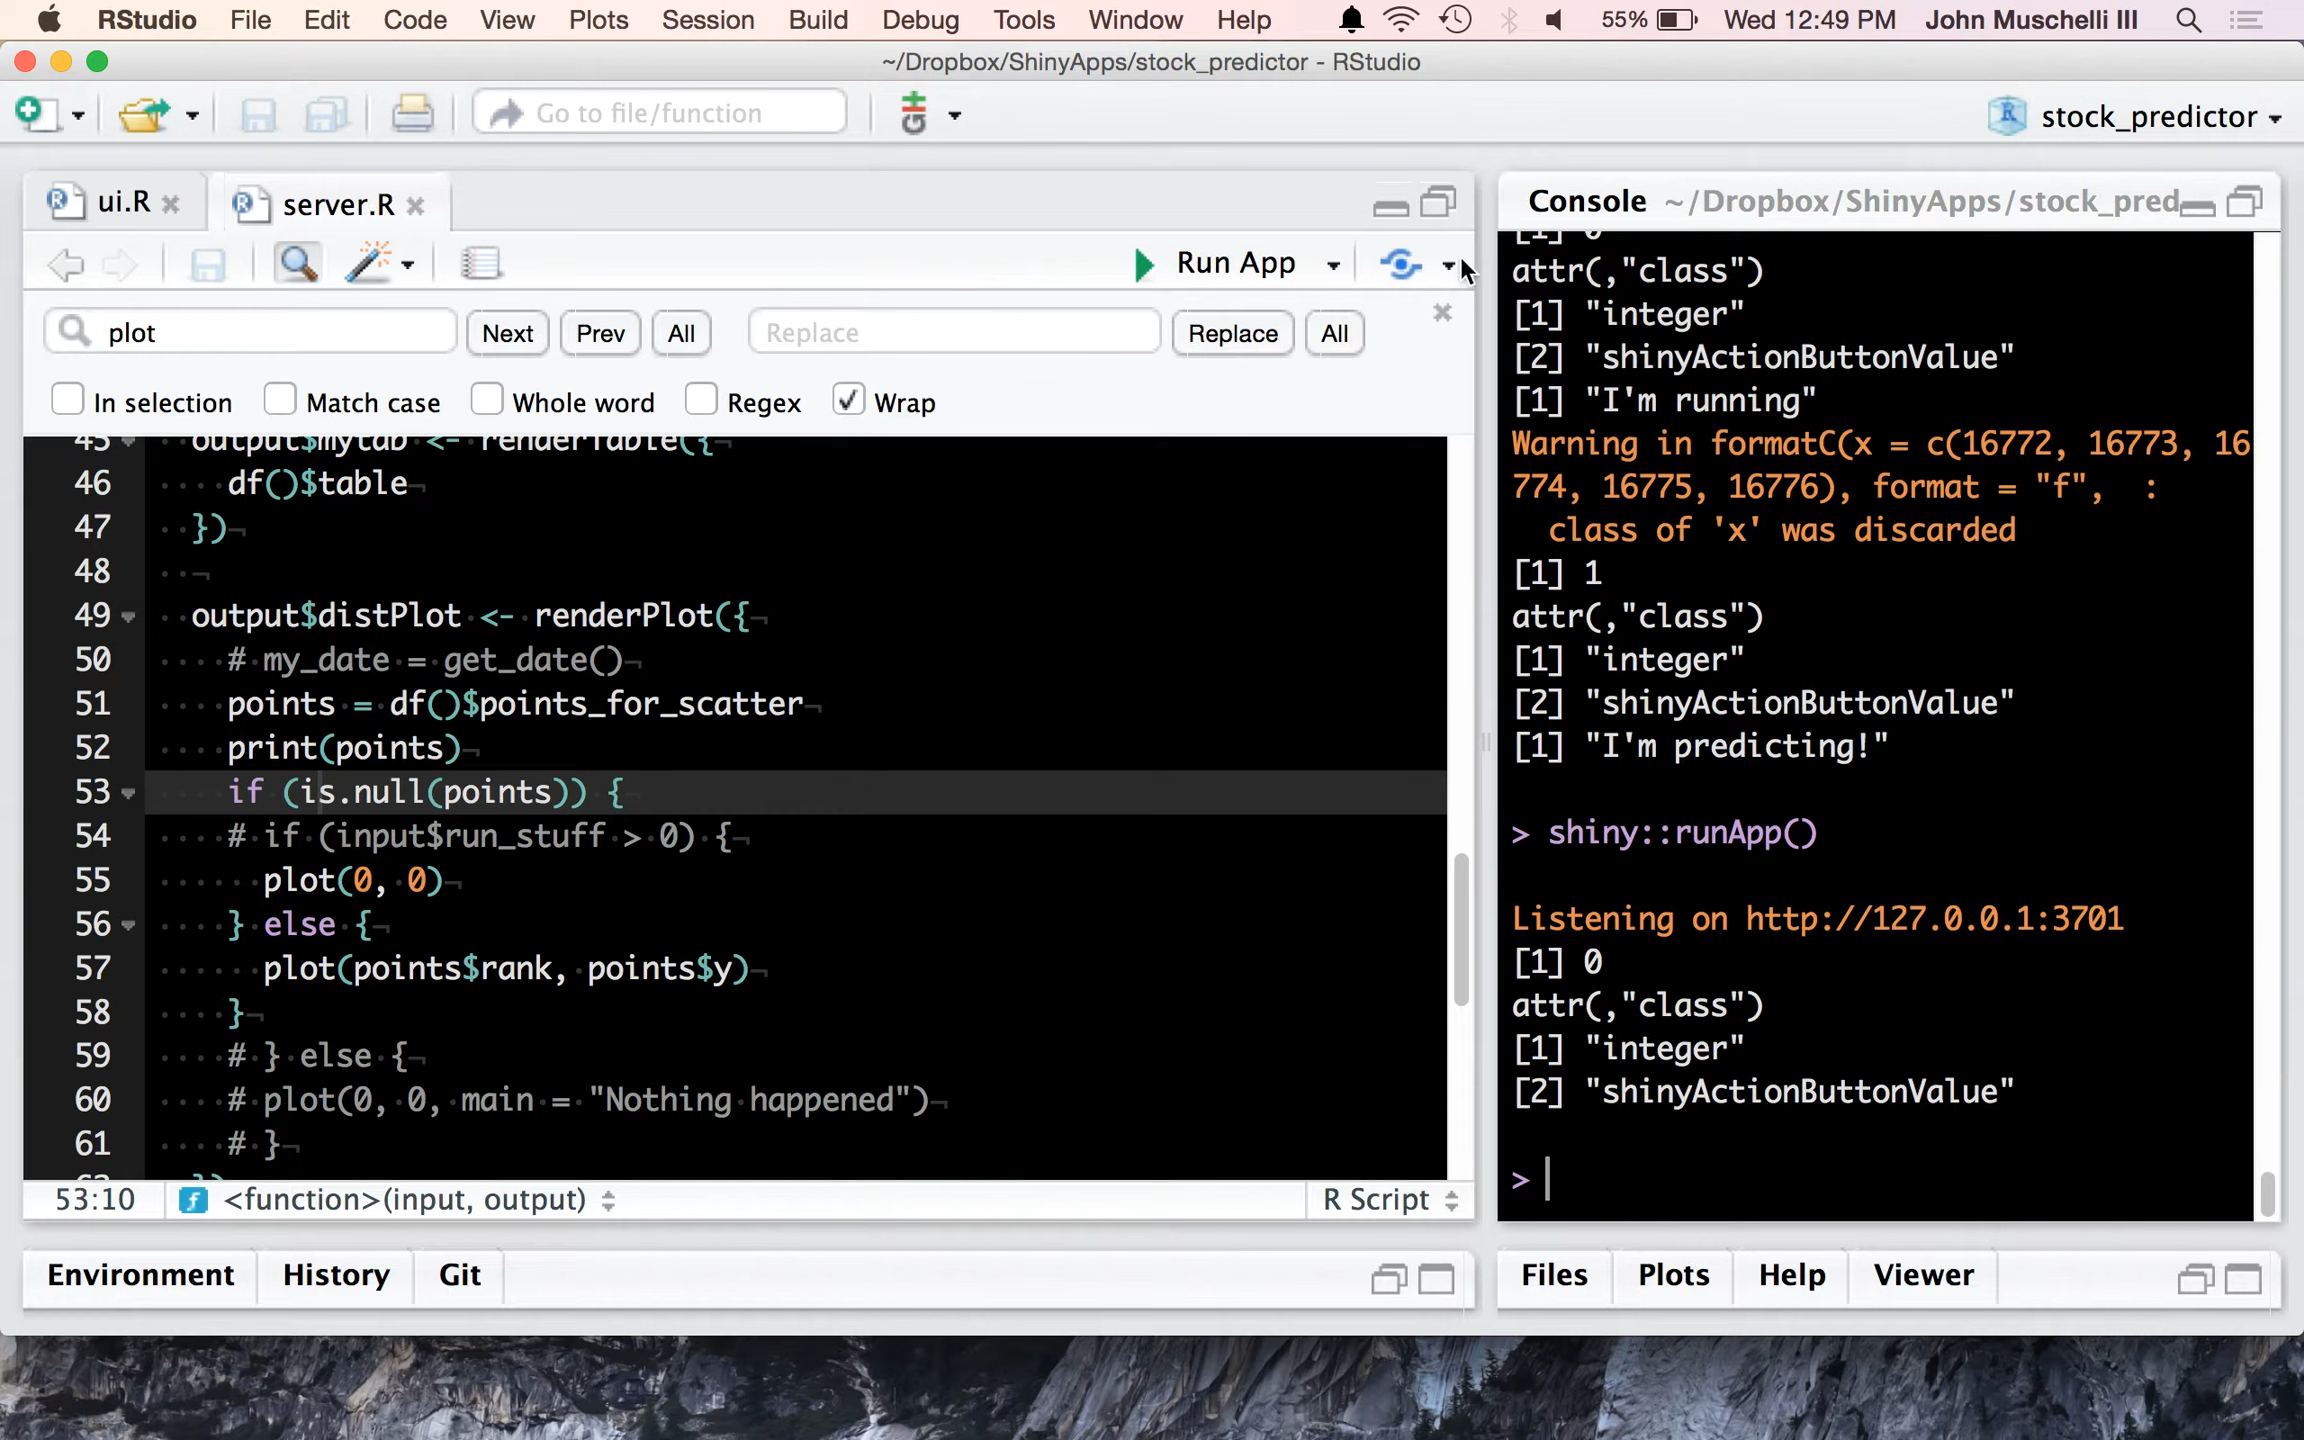 RStudio File Edit Code View Plots Session Build Debug Tools Window Help 55% Wed 12:49 PM John Muschelli III
~/Dropbox/ShinyApps/stock_predictor - RStudio
Go to file/function
stock_predictor
ui.R server.R
Run App
plot Next Prev All Replace Replace All
In selection Match case Whole word Regex Wrap
45 output$mytab <- renderTable({
46 df()$table
47 })
48
49 output$distPlot <- renderPlot({
50 # my_date = get_date()
51 points = df()$points_for_scatter
52 print(points)
53 if (is.null(points)) {
54 # if (input$run_stuff > 0) {
55 plot(0, 0)
56 } else {
57 plot(points$rank, points$y)
58 }
59 # } else {
60 # plot(0, 0, main = "Nothing happened")
61 # }
53:10 <function>(input, output) R Script
Console ~/Dropbox/ShinyApps/stock_pred
[1] 0
attr(,"class")
[1] "integer"
[2] "shinyActionButtonValue"
[1] "I'm running"
Warning in formatC(x = c(16772, 16773, 16
774, 16775, 16776), format = "f", :
class of 'x' was discarded
[1] 1
attr(,"class")
[1] "integer"
[2] "shinyActionButtonValue"
[1] "I'm predicting!"
> shiny::runApp()
Listening on http://127.0.0.1:3701
[1] 0
attr(,"class")
[1] "integer"
[2] "shinyActionButtonValue"
>
Environment History Git
Files Plots Help Viewer